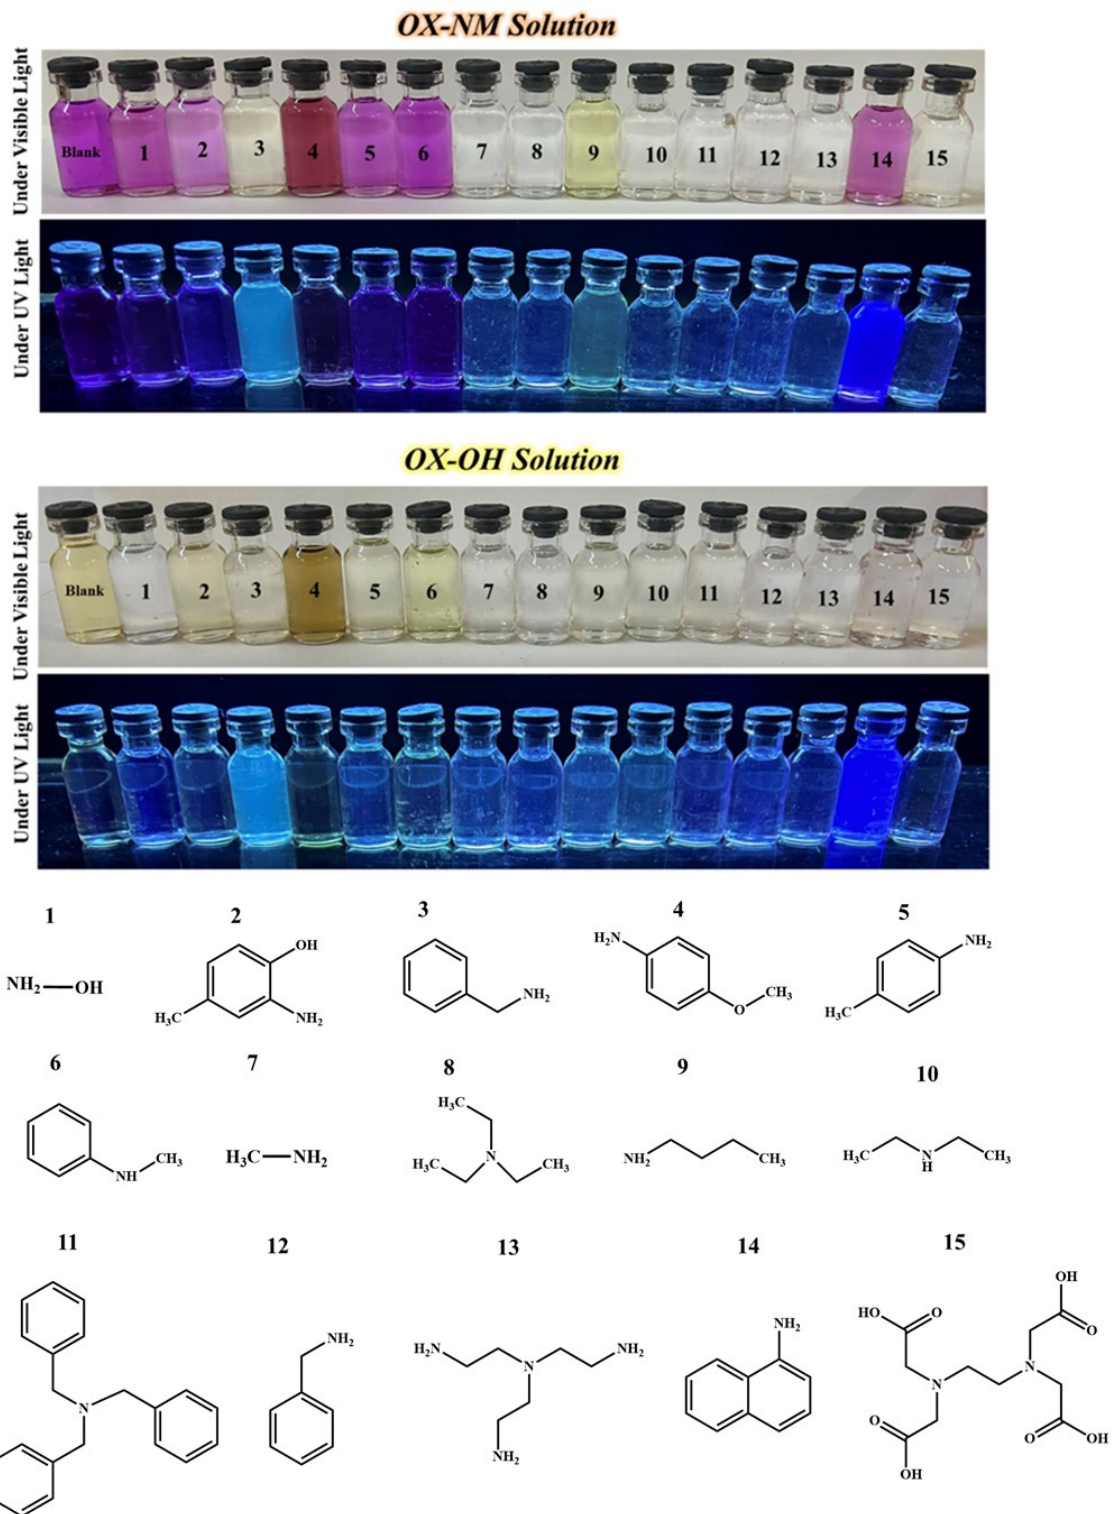 OX-NM Solution
Under Visible Light
Blank 1 2 3 4 5 6 7 8 9 10 11 12 13 14 15
Under UV Light
OX-OH Solution
Under Visible Light
Blank 1 2 3 4 5 6 7 8 9 10 11 12 13 14 15
Under UV Light
1 2 3 4 5
NH₂ OH
OH
H₃C NH₂
NH₂
H₂N
O CH₃
NH₂
H₃C
6 7 8 9 10
NH CH₃
H₃C NH₂
H₃C
N
H₃C CH₃
NH₂ CH₃
H₃C N
H
CH₃
11 12 13 14 15
N
NH₂
H₂N N NH₂
NH₂
NH₂
OH
HO O
O
N
N
O
O OH
OH